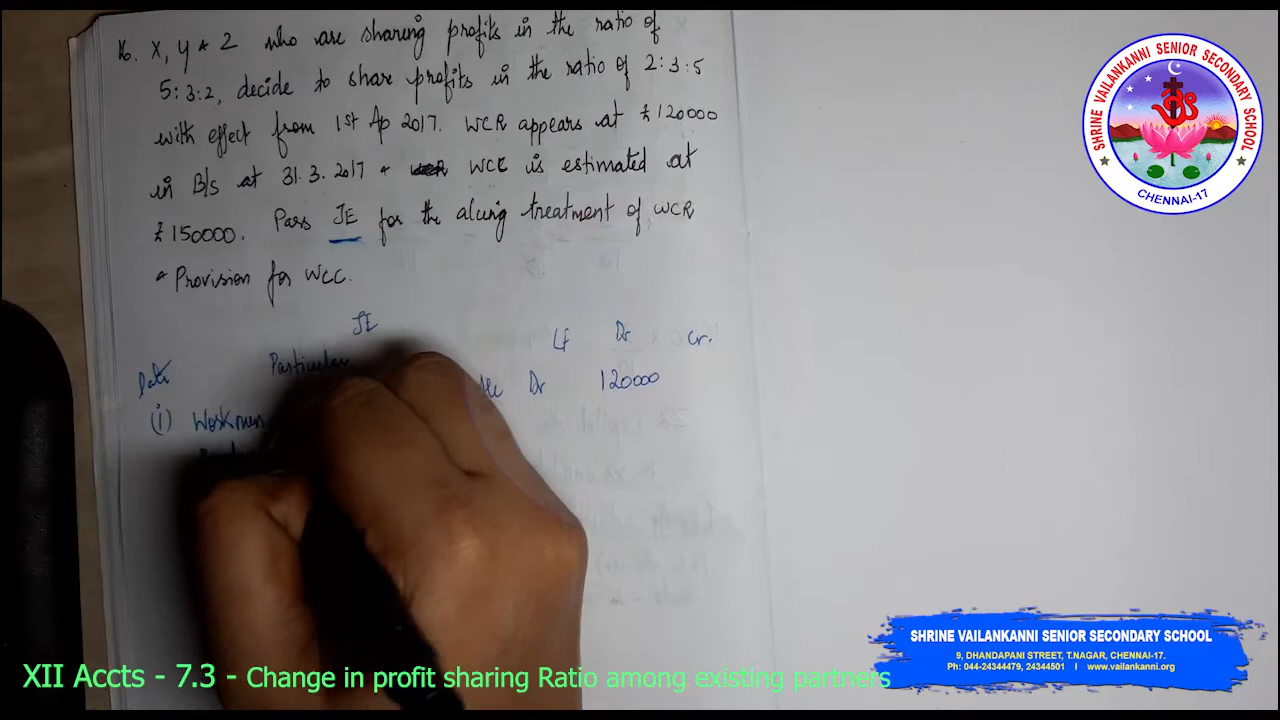 16. X, Y & Z who are sharing profits in the ratio of
5:3:2, decide to share profits in the ratio of 2:3:5
with effect from 1st Ap 2017. WCR appears at ₹120000
in B/S at 31.3.2017 & WCC is estimated at
₹150000. Pass JE for the
treatment of WCR
& Provision for WCC.
JE
Date Particular LF Dr Cr.
(i) Workmen A/c Dr 120000
SHRINE VAILANKANNI SENIOR SECONDARY SCHOOL
CHENNAI-17
SHRINE VAILANKANNI SENIOR SECONDARY SCHOOL
9, DHANDAPANI STREET, T.NAGAR, CHENNAI-17.
Ph: 044-24344479, 24344501 I www.vailankanni.org
XII Accts - 7.3 - Change in profit sharing Ratio among existing partners